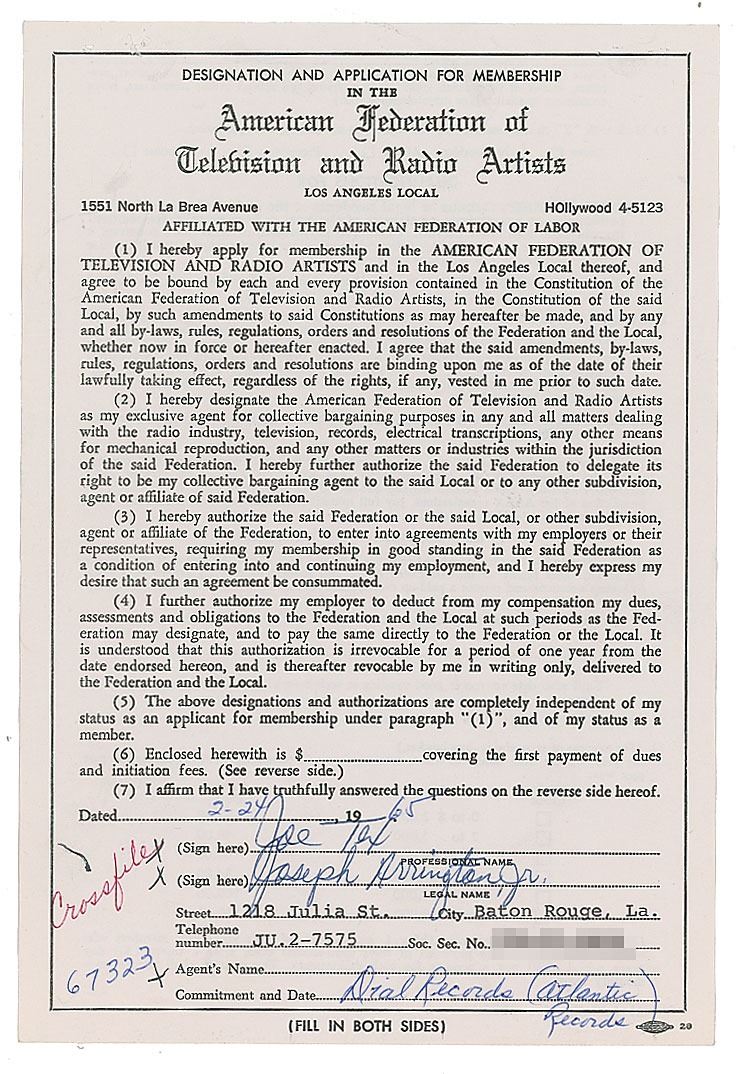 DESIGNATION AND APPLICATION FOR MEMBERSHIP
IN THE
American Federation of
Television and Radio Artists
LOS ANGELES LOCAL
1551 North La Brea Avenue HOllywood 4-5123
AFFILIATED WITH THE AMERICAN FEDERATION OF LABOR
(1) I hereby apply for membership in the AMERICAN FEDERATION OF
TELEVISION AND RADIO ARTISTS and in the Los Angeles Local thereof, and
agree to be bound by each and every provision contained in the Constitution of the
American Federation of Television and Radio Artists, in the Constitution of the said
Local, by such amendments to said Constitutions as may hereafter be made, and by any
and all by-laws, rules, regulations, orders and resolutions of the Federation and the Local,
whether now in force or hereafter enacted. I agree that the said amendments, by-laws,
rules, regulations, orders and resolutions are binding upon me as of the date of their
lawfully taking effect, regardless of the rights, if any, vested in me prior to such date.
(2) I hereby designate the American Federation of Television and Radio Artists
as my exclusive agent for collective bargaining purposes in any and all matters dealing
with the radio industry, television, records, electrical transcriptions, any other means
for mechanical reproduction, and any other matters or industries within the jurisdiction
of the said Federation. I hereby further authorize the said Federation to delegate its
right to be my collective bargaining agent to the said Local or to any other subdivision,
agent or affiliate of said Federation.
(3) I hereby authorize the said Federation or the said Local, or other subdivision,
agent or affiliate of the Federation, to enter into agreements with my employers or their
representatives, requiring my membership in good standing in the said Federation as
a condition of entering into and continuing my employment, and I hereby express my
desire that such an agreement be consummated.
(4) I further authorize my employer to deduct from my compensation my dues,
assessments and obligations to the Federation and the Local at such periods as the Fed-
eration may designate, and to pay the same directly to the Federation or the Local. It
is understood that this authorization is irrevocable for a period of one year from the
date endorsed hereon, and is thereafter revocable by me in writing only, delivered to
the Federation and the Local.
(5) The above designations and authorizations are completely independent of my
status as an applicant for membership under paragraph "(1)", and of my status as a
member.
(6) Enclosed herewith is $ covering the first payment of dues
and initiation fees. (See reverse side.)
(7) I affirm that I have truthfully answered the questions on the reverse side hereof.
Dated 2-24, 19 65
Crossfile X (Sign here) Joe Tex
PROFESSIONAL NAME
X (Sign here) Joseph Arrington Jr.
LEGAL NAME
Street 1218 Julia St. City Baton Rouge, La.
Telephone
number JU. 2-7575 Soc. Sec. No.
67323 X Agent's Name
Commitment and Date Dial Records (Atlantic
Records)
(FILL IN BOTH SIDES) 20